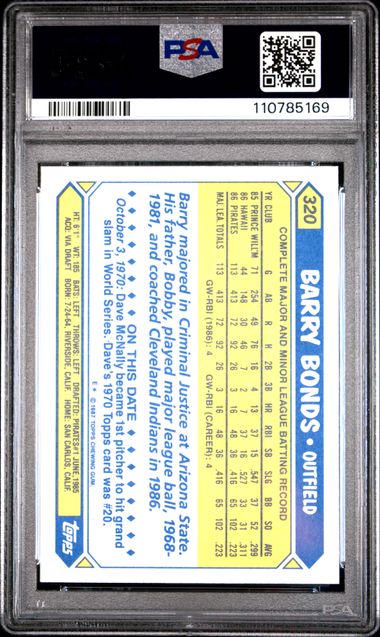 PSA
110785169
320
BARRY BONDS • OUTFIELD
COMPLETE MAJOR AND MINOR LEAGUE BATTING RECORD
YR CLUB G AB R H 2B 3B HR RBI SB SLG BB SO AVG
85 PRINCE WILL'M 71 254 49 76 16 4 13 37 15 .547 37 52 .299
86 HAWAII 44 148 30 46 7 2 7 37 16 .527 33 31 .311
86 PIRATES 113 413 72 92 26 3 16 48 36 .416 65 102 .223
MAJ. LEA. TOTALS 113 413 72 92 26 3 16 48 36 .416 65 102 .223
GW-RBI (1986): 4 GW-RBI (CAREER): 4
Barry majored in Criminal Justice at Arizona State.
His father, Bobby, played major league ball, 1968-
1981, and coached Cleveland Indians in 1986.
ON THIS DATE
October 3, 1970: Dave McNally became 1st pitcher to hit grand
slam in World Series. Dave's 1970 Topps card was #20.
© 1987 TOPPS CHEWING GUM
HT: 6'1" WT: 185 BATS: LEFT THROWS: LEFT DRAFTED: PIRATES#1-JUNE, 1985
ACQ: VIA DRAFT BORN: 7-24-64, RIVERSIDE, CALIF. HOME: SAN CARLOS, CALIF.
Topps
PSA